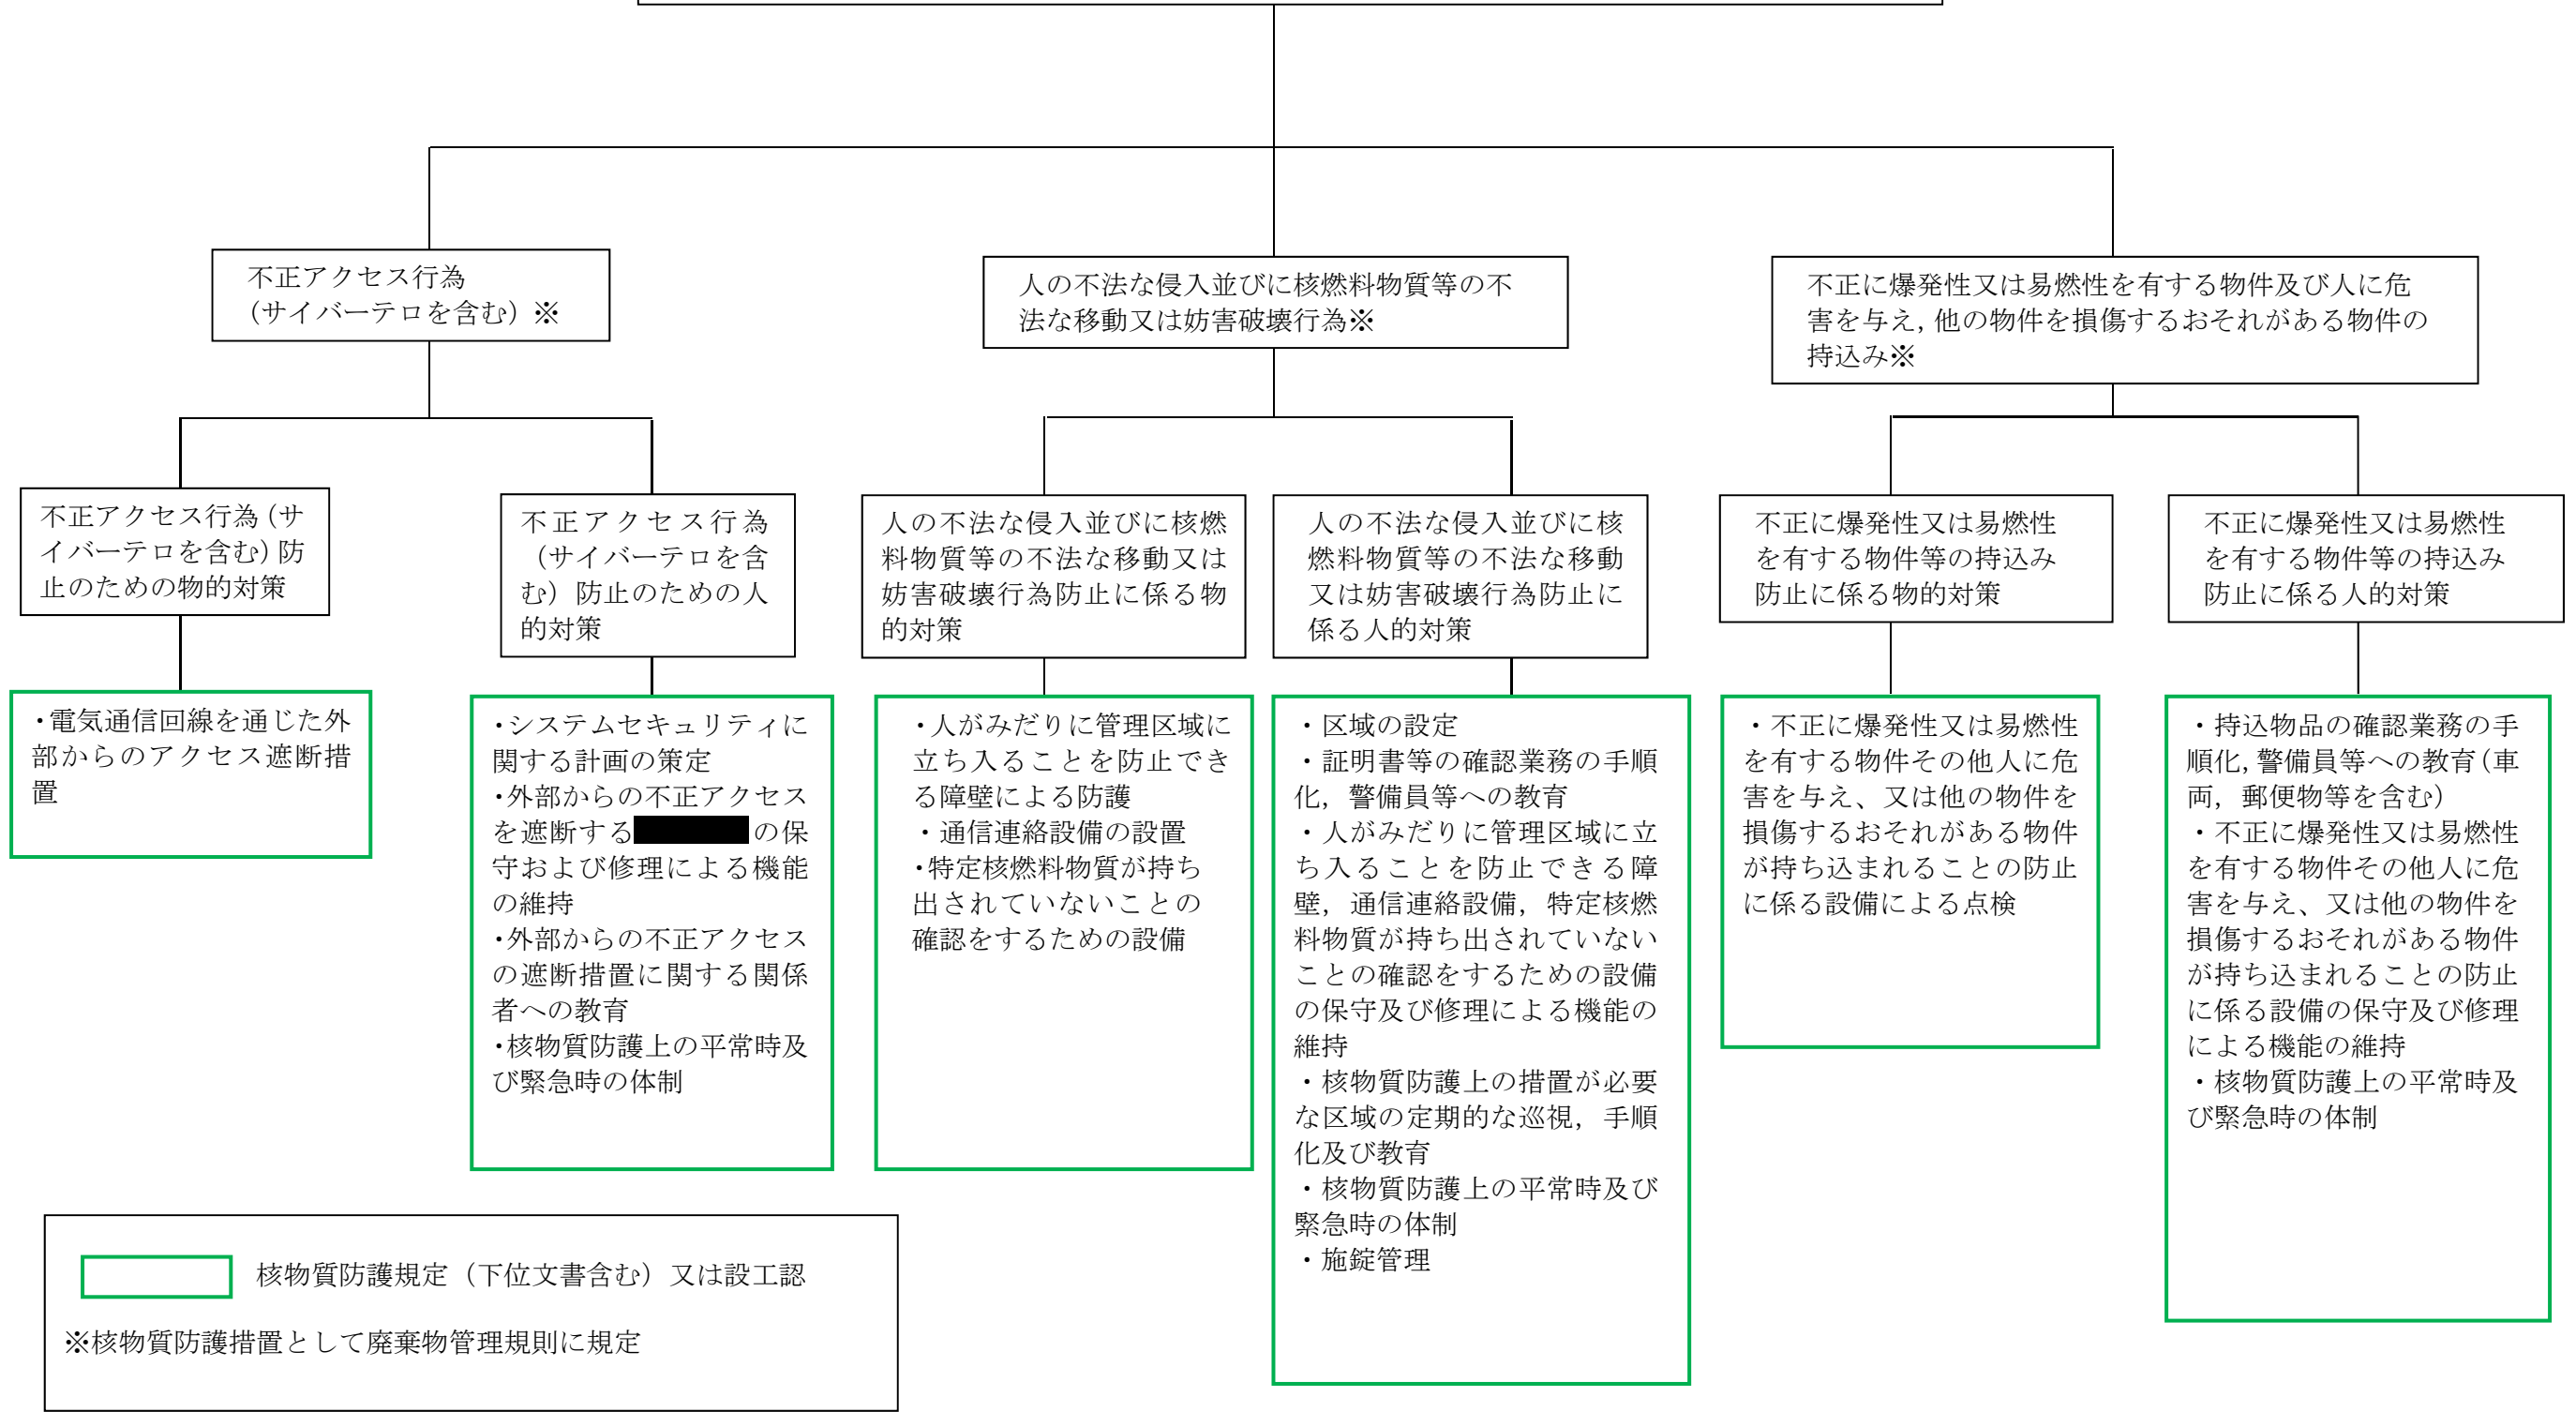 不正アクセス行為
(サイバーテロを含む)※
人の不法な侵入並びに核燃料物質等の不
法な移動又は妨害破壊行為※
不正に爆発性又は易燃性を有する物件及び人に危
害を与え,他の物件を損傷するおそれがある物件の
持込み※
不正アクセス行為(サ
イバーテロを含む)防
止のための物的対策
不正アクセス行為
(サイバーテロを含
む)防止のための人
的対策
人の不法な侵入並びに核燃
料物質等の不法な移動又は
妨害破壊行為防止に係る物
的対策
人の不法な侵入並びに核
燃料物質等の不法な移動
又は妨害破壊行為防止に
係る人的対策
不正に爆発性又は易燃性
を有する物件等の持込み
防止に係る物的対策
不正に爆発性又は易燃性
を有する物件等の持込み
防止に係る人的対策
・電気通信回線を通じた外
部からのアクセス遮断措
置
・システムセキュリティに
関する計画の策定
・外部からの不正アクセス
を遮断する の保
守および修理による機能
の維持
・外部からの不正アクセス
の遮断措置に関する関係
者への教育
・核物質防護上の平常時及
び緊急時の体制
・人がみだりに管理区域に
立ち入ることを防止でき
る障壁による防護
・通信連絡設備の設置
・特定核燃料物質が持ち
出されていないことの
確認をするための設備
・区域の設定
・証明書等の確認業務の手順
化，警備員等への教育
・人がみだりに管理区域に立
ち入ることを防止できる障
壁，通信連絡設備，特定核燃
料物質が持ち出されていない
ことの確認をするための設備
の保守及び修理による機能の
維持
・核物質防護上の措置が必要
な区域の定期的な巡視，手順
化及び教育
・核物質防護上の平常時及び
緊急時の体制
・施錠管理
・不正に爆発性又は易燃性
を有する物件その他人に危
害を与え、又は他の物件を
損傷するおそれがある物件
が持ち込まれることの防止
に係る設備による点検
・持込物品の確認業務の手
順化,警備員等への教育(車
両，郵便物等を含む)
・不正に爆発性又は易燃性
を有する物件その他人に危
害を与え、又は他の物件を
損傷するおそれがある物件
が持ち込まれることの防止
に係る設備の保守及び修理
による機能の維持
・核物質防護上の平常時及
び緊急時の体制
核物質防護規定（下位文書含む）又は設工認
※核物質防護措置として廃棄物管理規則に規定